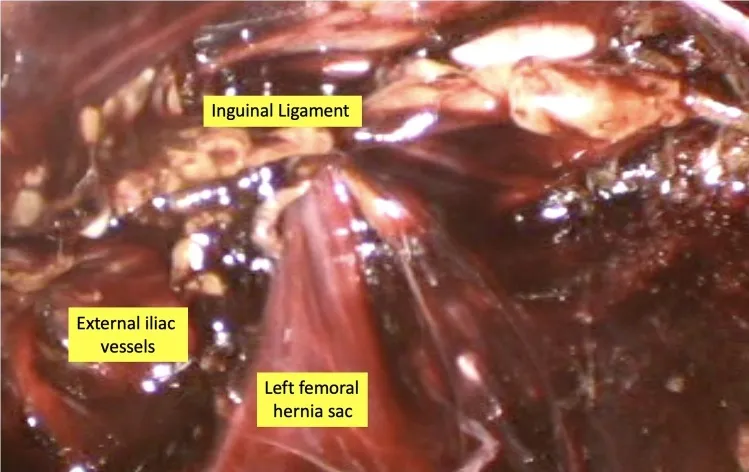 Inguinal Ligament
External iliac
vessels
Left femoral
hernia sac